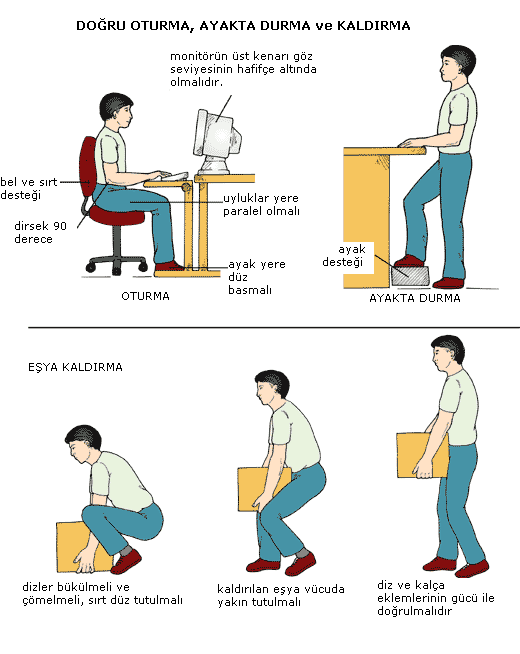 DOĞRU OTURMA, AYAKTA DURMA ve KALDIRMA
monitörün üst kenarı göz
seviyesinin hafifçe altında
olmalıdır.
bel ve sırt
desteği
dirsek 90
derece
uyluklar yere
paralel olmalı
ayak yere
düz
basmalı
OTURMA
ayak
desteği
AYAKTA DURMA
EŞYA KALDIRMA
dizler bükülmeli ve
çömelmeli, sırt düz tutulmalı
kaldırılan eşya vücuda
yakın tutulmalı
diz ve kalça
eklemlerinin gücü ile
doğrulmalıdır